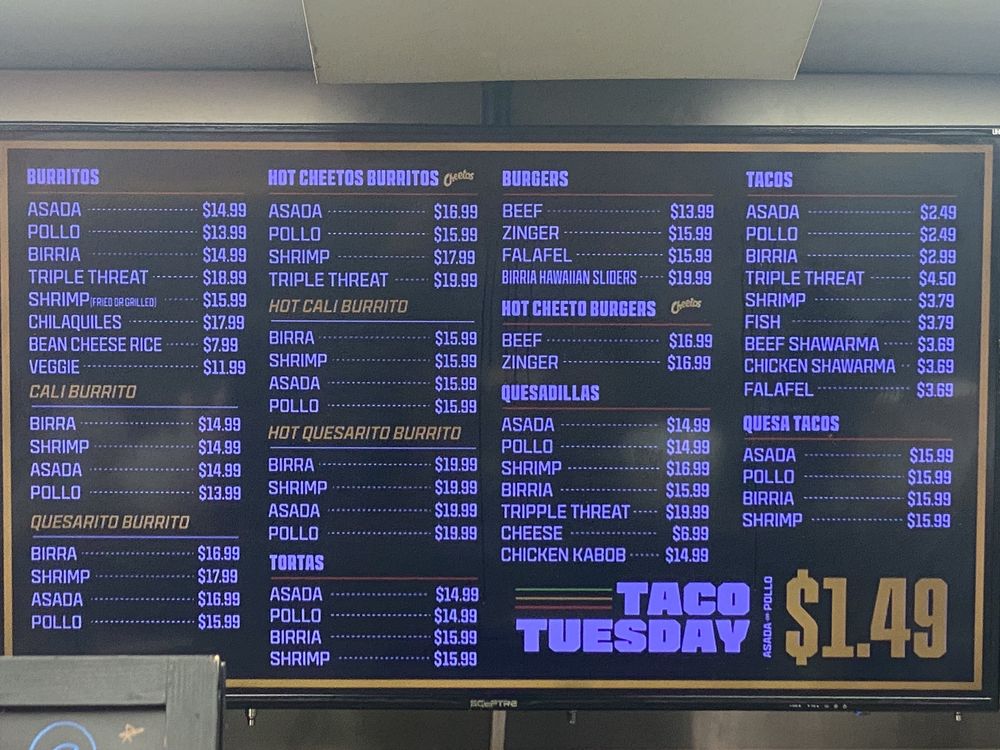 BURRITOS
ASADA $14.99
POLLO $13.99
BIRRIA $14.99
TRIPLE THREAT $18.99
SHRIMP (FRIED OR GRILLED) $15.99
CHILAQUILES $17.99
BEAN CHEESE RICE $7.99
VEGGIE $11.99
CALI BURRITO
BIRRA $14.99
SHRIMP $14.99
ASADA $14.99
POLLO $13.99
QUESARITO BURRITO
BIRRA $16.99
SHRIMP $17.99
ASADA $16.99
POLLO $15.99
HOT CHEETOS BURRITOS Cheetos
ASADA $16.99
POLLO $15.99
SHRIMP $17.99
TRIPLE THREAT $19.99
HOT CALI BURRITO
BIRRA $15.99
SHRIMP $15.99
ASADA $15.99
POLLO $15.99
HOT QUESARITO BURRITO
BIRRA $19.99
SHRIMP $19.99
ASADA $19.99
POLLO $19.99
TORTAS
ASADA $14.99
POLLO $14.99
BIRRIA $15.99
SHRIMP $15.99
BURGERS
BEEF $13.99
ZINGER $15.99
FALAFEL $15.99
BIRRIA HAWAIIAN SLIDERS $19.99
HOT CHEETO BURGERS Cheetos
BEEF $16.99
ZINGER $16.99
QUESADILLAS
ASADA $14.99
POLLO $14.99
SHRIMP $16.99
BIRRIA $15.99
TRIPPLE THREAT $19.99
CHEESE $6.99
CHICKEN KABOB $14.99
TACOS
ASADA $2.49
POLLO $2.49
BIRRIA $2.99
TRIPLE THREAT $4.50
SHRIMP $3.79
FISH $3.79
BEEF SHAWARMA $3.69
CHICKEN SHAWARMA $3.69
FALAFEL $3.69
QUESA TACOS
ASADA $15.99
POLLO $15.99
BIRRIA $15.99
SHRIMP $15.99
TACO
TUESDAY
ASADA OR POLLO
$1.49
SCEPTRE